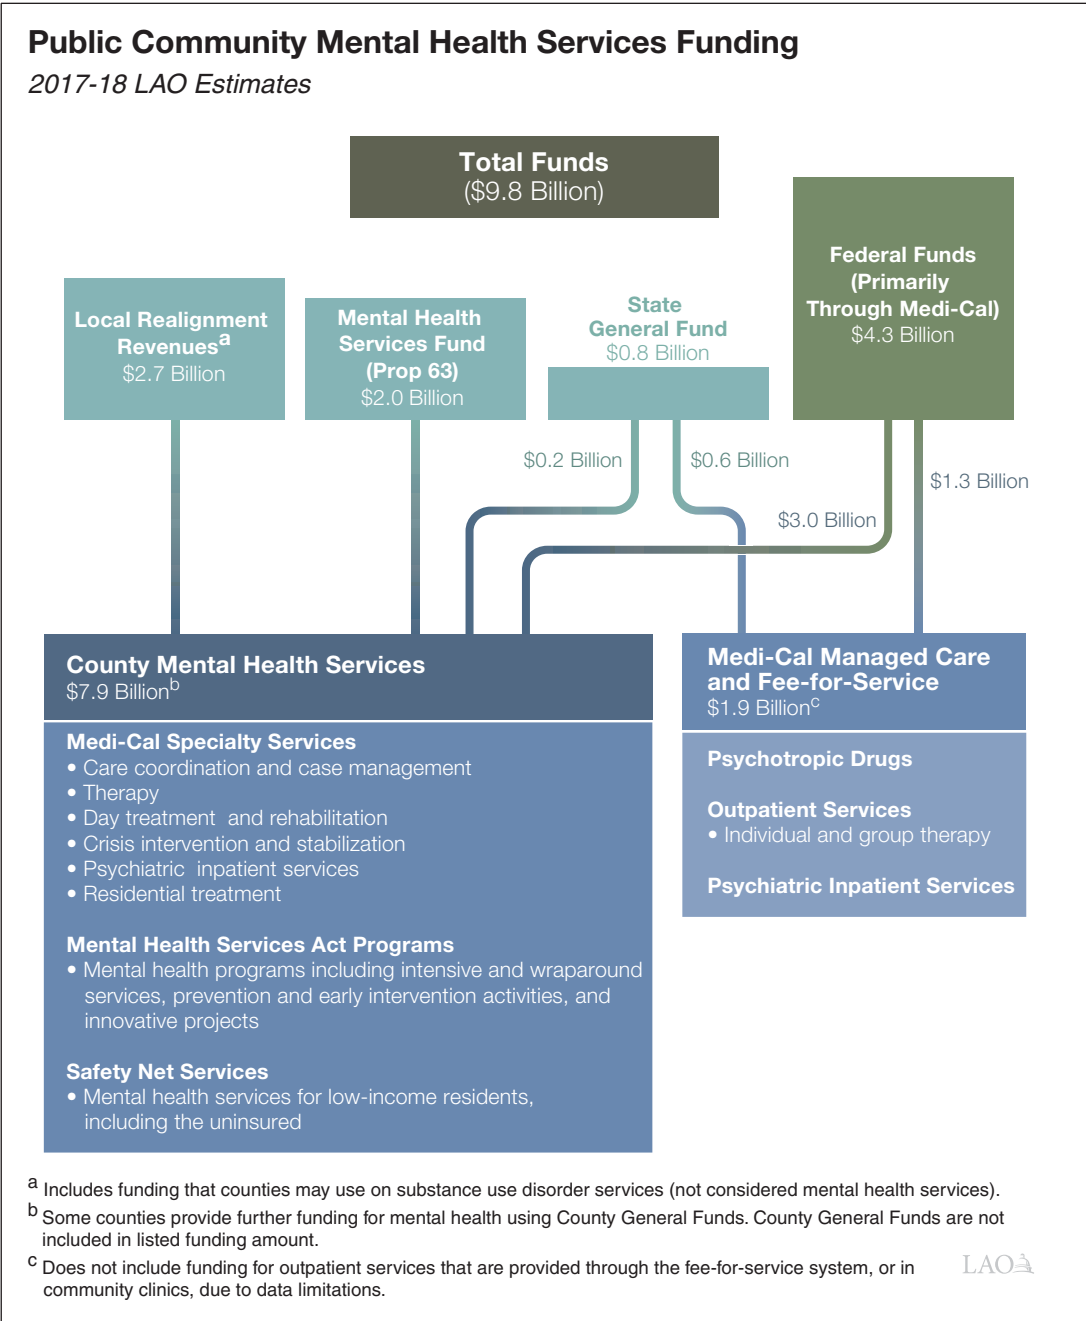 Public Community Mental Health Services Funding
2017-18 LAO Estimates
Total Funds
($9.8 Billion)
Local Realignment
Revenuesa
$2.7 Billion
Mental Health
Services Fund
(Prop 63)
$2.0 Billion
State
General Fund
$0.8 Billion
Federal Funds
(Primarily
Through Medi-Cal)
$4.3 Billion
$0.2 Billion
$0.6 Billion
$1.3 Billion
$3.0 Billion
County Mental Health Services
$7.9 Billionb
Medi-Cal Specialty Services
• Care coordination and case management
• Therapy
• Day treatment and rehabilitation
• Crisis intervention and stabilization
• Psychiatric inpatient services
• Residential treatment
Mental Health Services Act Programs
• Mental health programs including intensive and wraparound
services, prevention and early intervention activities, and
innovative projects
Safety Net Services
• Mental health services for low-income residents,
including the uninsured
Medi-Cal Managed Care
and Fee-for-Service
$1.9 Billionc
Psychotropic Drugs
Outpatient Services
• Individual and group therapy
Psychiatric Inpatient Services
a Includes funding that counties may use on substance use disorder services (not considered mental health services).
b Some counties provide further funding for mental health using County General Funds. County General Funds are not
included in listed funding amount.
c Does not include funding for outpatient services that are provided through the fee-for-service system, or in
community clinics, due to data limitations.
LAO